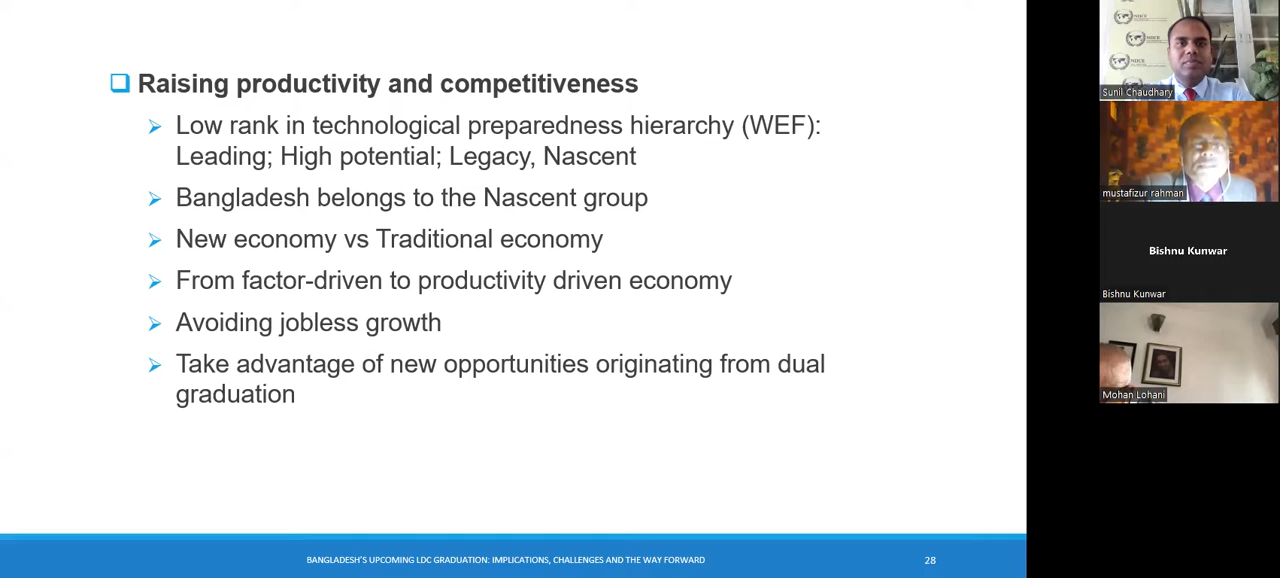 Raising productivity and competitiveness
Low rank in technological preparedness hierarchy (WEF):
Leading; High potential; Legacy, Nascent
Bangladesh belongs to the Nascent group
New economy vs Traditional economy
From factor-driven to productivity driven economy
Avoiding jobless growth
Take advantage of new opportunities originating from dual
graduation
BANGLADESH'S UPCOMING LDC GRADUATION: IMPLICATIONS, CHALLENGES AND THE WAY FORWARD
28
Sunil Chaudhary
mustafizur rahman
Bishnu Kunwar
Bishnu Kunwar
Mohan Lohani